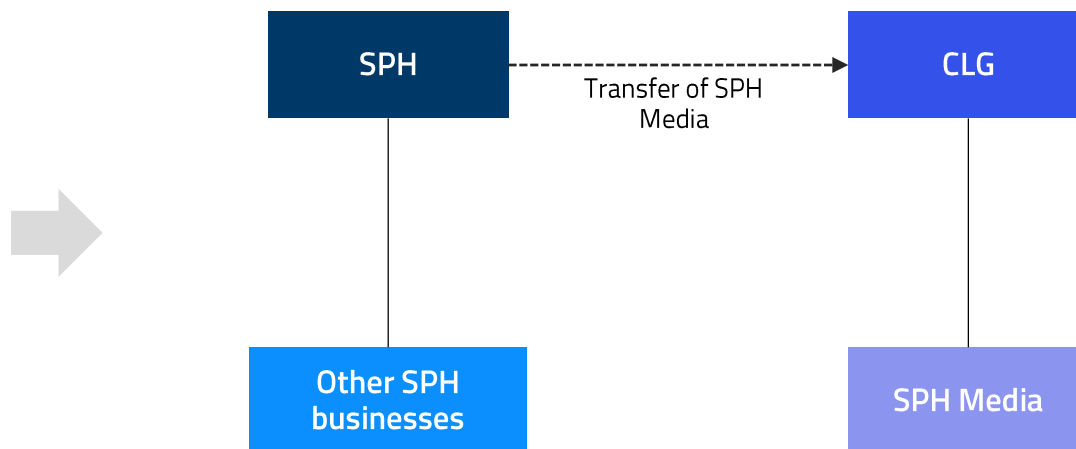 SPH
CLG
Transfer of SPH
Media
Other SPH
businesses
SPH Media